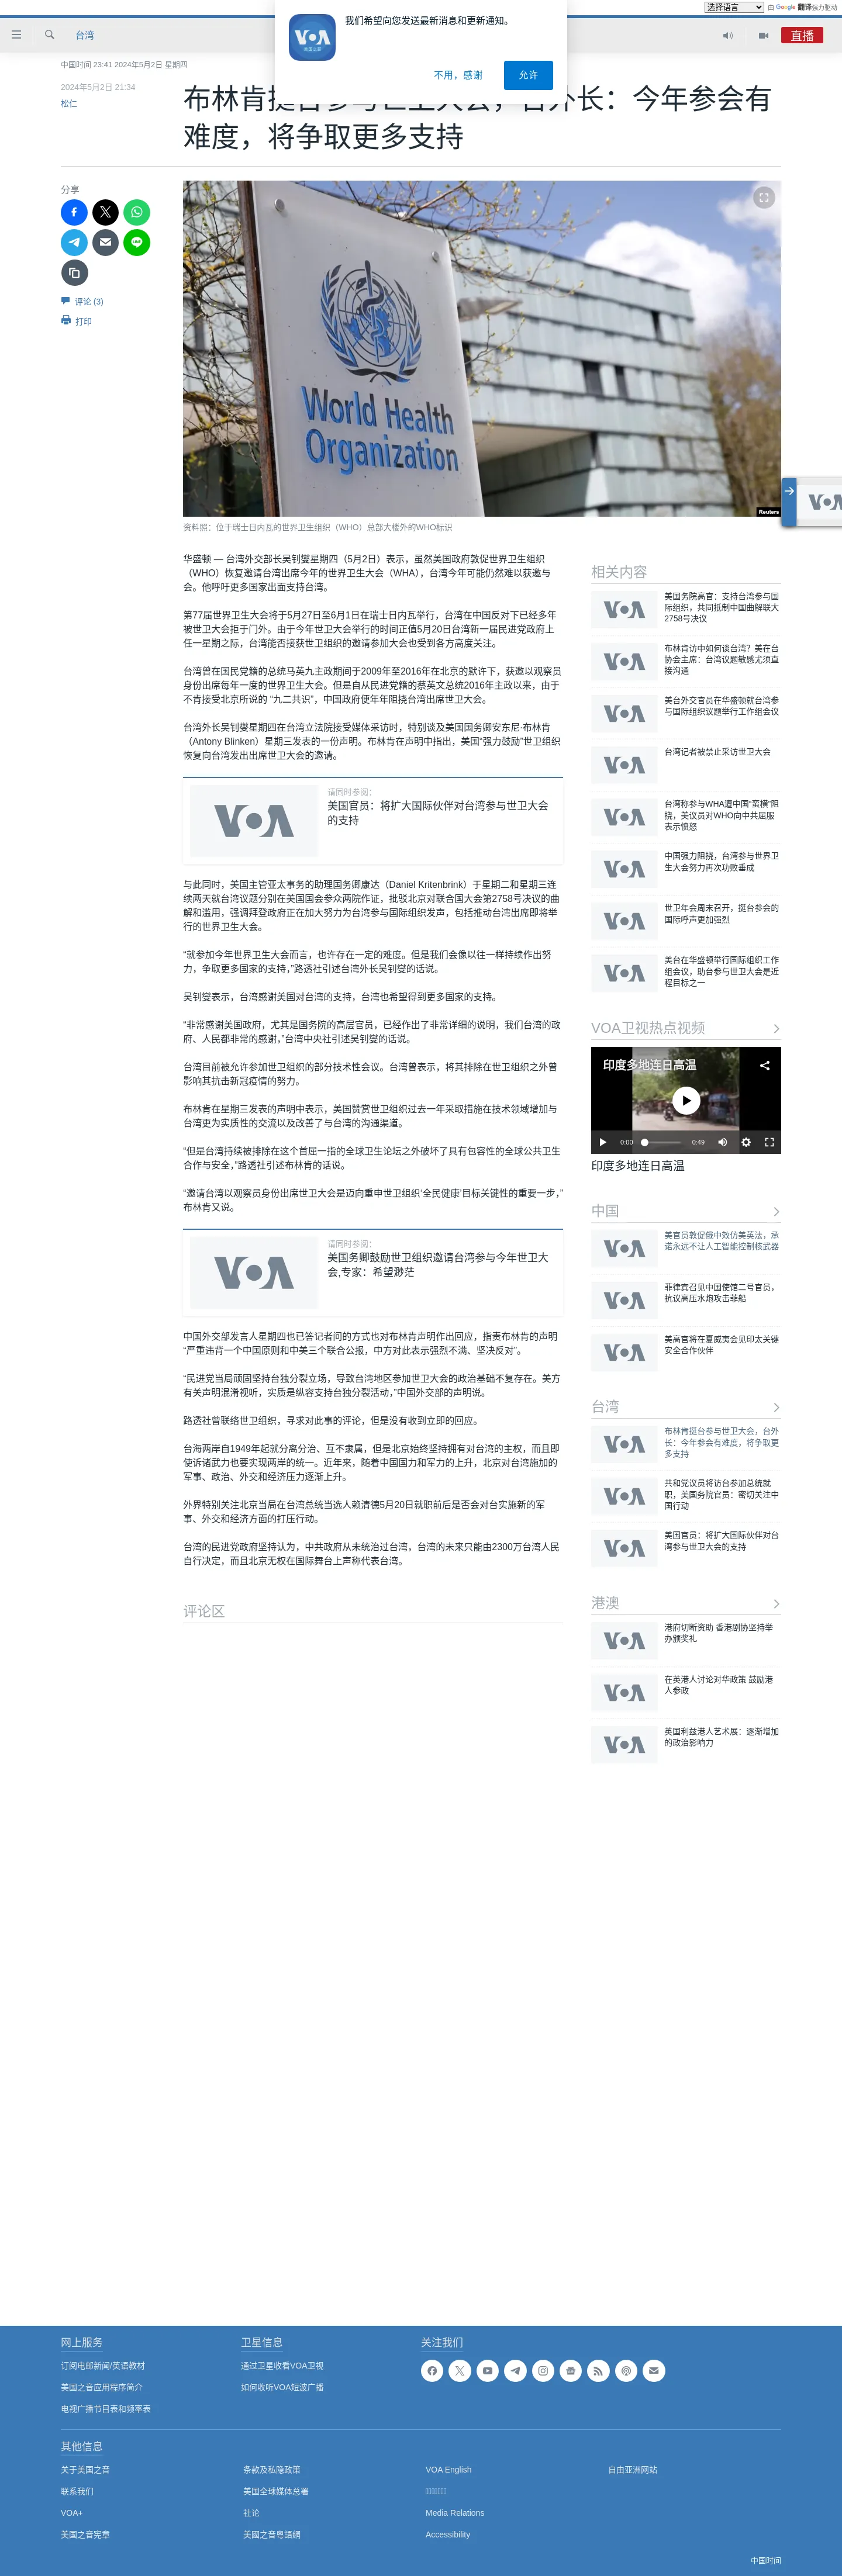 选择语言
由 Google 翻译强力驱动
台湾
直播
VOA
美国之音
我们希望向您发送最新消息和更新通知。
不用，感谢
允许
中国时间 23:41 2024年5月2日 星期四
2024年5月2日 21:34
松仁
难度，将争取更多支持
分享
评论 (3)
打印
World Health
Organization
Reuters
资料照：位于瑞士日内瓦的世界卫生组织（WHO）总部大楼外的WHO标识
华盛顿 — 台湾外交部长吴钊燮星期四（5月2日）表示，虽然美国政府敦促世界卫生组织
（WHO）恢复邀请台湾出席今年的世界卫生大会（WHA），台湾今年可能仍然难以获邀与
会。他呼吁更多国家出面支持台湾。
第77届世界卫生大会将于5月27日至6月1日在瑞士日内瓦举行，台湾在中国反对下已经多年
被世卫大会拒于门外。由于今年世卫大会举行的时间正值5月20日台湾新一届民进党政府上
任一星期之际，台湾能否接获世卫组织的邀请参加大会也受到各方高度关注。
台湾曾在国民党籍的总统马英九主政期间于2009年至2016年在北京的默许下，获邀以观察员
身份出席每年一度的世界卫生大会。但是自从民进党籍的蔡英文总统2016年主政以来，由于
不肯接受北京所说的 “九二共识”，中国政府便年年阻挠台湾出席世卫大会。
台湾外长吴钊燮星期四在台湾立法院接受媒体采访时，特别谈及美国国务卿安东尼·布林肯
（Antony Blinken）星期三发表的一份声明。布林肯在声明中指出，美国“强力鼓励”世卫组织
恢复向台湾发出出席世卫大会的邀请。
VOA
请同时参阅：
美国官员：将扩大国际伙伴对台湾参与世卫大会
的支持
与此同时，美国主管亚太事务的助理国务卿康达（Daniel Kritenbrink）于星期二和星期三连
续两天就台湾议题分别在美国国会参众两院作证，批驳北京对联合国大会第2758号决议的曲
解和滥用，强调拜登政府正在加大努力为台湾参与国际组织发声，包括推动台湾出席即将举
行的世界卫生大会。
“就参加今年世界卫生大会而言，也许存在一定的难度。但是我们会像以往一样持续作出努
力，争取更多国家的支持，”路透社引述台湾外长吴钊燮的话说。
吴钊燮表示，台湾感谢美国对台湾的支持，台湾也希望得到更多国家的支持。
“非常感谢美国政府，尤其是国务院的高层官员，已经作出了非常详细的说明，我们台湾的政
府、人民都非常的感谢，”台湾中央社引述吴钊燮的话说。
台湾目前被允许参加世卫组织的部分技术性会议。台湾曾表示，将其排除在世卫组织之外曾
影响其抗击新冠疫情的努力。
布林肯在星期三发表的声明中表示，美国赞赏世卫组织过去一年采取措施在技术领域增加与
台湾更为实质性的交流以及改善了与台湾的沟通渠道。
“但是台湾持续被排除在这个首屈一指的全球卫生论坛之外破坏了具有包容性的全球公共卫生
合作与安全，”路透社引述布林肯的话说。
“邀请台湾以观察员身份出席世卫大会是迈向重申世卫组织‘全民健康’目标关键性的重要一步，”
布林肯又说。
VOA
请同时参阅：
美国务卿鼓励世卫组织邀请台湾参与今年世卫大
会,专家：希望渺茫
中国外交部发言人星期四也已答记者问的方式也对布林肯声明作出回应，指责布林肯的声明
“严重违背一个中国原则和中美三个联合公报，中方对此表示强烈不满、坚决反对”。
“民进党当局顽固坚持台独分裂立场，导致台湾地区参加世卫大会的政治基础不复存在。美方
有关声明混淆视听，实质是纵容支持台独分裂活动，”中国外交部的声明说。
路透社曾联络世卫组织，寻求对此事的评论，但是没有收到立即的回应。
台海两岸自1949年起就分离分治、互不隶属，但是北京始终坚持拥有对台湾的主权，而且即
使诉诸武力也要实现两岸的统一。近年来，随着中国国力和军力的上升，北京对台湾施加的
军事、政治、外交和经济压力逐渐上升。
外界特别关注北京当局在台湾总统当选人赖清德5月20日就职前后是否会对台实施新的军
事、外交和经济方面的打压行动。
台湾的民进党政府坚持认为，中共政府从未统治过台湾，台湾的未来只能由2300万台湾人民
自行决定，而且北京无权在国际舞台上声称代表台湾。
评论区
相关内容
VOA
美国务院高官：支持台湾参与国
际组织，共同抵制中国曲解联大
2758号决议
VOA
布林肯访中如何谈台湾？美在台
协会主席：台湾议题敏感尤须直
接沟通
VOA
美台外交官员在华盛顿就台湾参
与国际组织议题举行工作组会议
VOA
台湾记者被禁止采访世卫大会
VOA
台湾称参与WHA遭中国“蛮横”阻
挠，美议员对WHO向中共屈服
表示愤怒
VOA
中国强力阻挠，台湾参与世界卫
生大会努力再次功败垂成
VOA
世卫年会周末召开，挺台参会的
国际呼声更加强烈
VOA
美台在华盛顿举行国际组织工作
组会议，助台参与世卫大会是近
程目标之一
VOA卫视热点视频
印度多地连日高温
0:00
0:49
印度多地连日高温
中国
VOA
美官员敦促俄中效仿美英法，承
诺永远不让人工智能控制核武器
VOA
菲律宾召见中国使馆二号官员，
抗议高压水炮攻击菲船
VOA
美高官将在夏威夷会见印太关键
安全合作伙伴
台湾
VOA
布林肯挺台参与世卫大会，台外
长：今年参会有难度，将争取更
多支持
VOA
共和党议员将访台参加总统就
职，美国务院官员：密切关注中
国行动
VOA
美国官员：将扩大国际伙伴对台
湾参与世卫大会的支持
港澳
VOA
港府切断资助 香港剧协坚持举
办颁奖礼
VOA
在英港人讨论对华政策 鼓励港
人参政
VOA
英国利兹港人艺术展：逐渐增加
的政治影响力
网上服务
订阅电邮新闻/英语教材
美国之音应用程序简介
电视广播节目表和频率表
卫星信息
通过卫星收看VOA卫视
如何收听VOA短波广播
关注我们
其他信息
关于美国之音
联系我们
VOA+
美国之音宪章
条款及私隐政策
美国全球媒体总署
社论
美國之音粵語網
VOA English
Media Relations
Accessibility
自由亚洲网站
中国时间